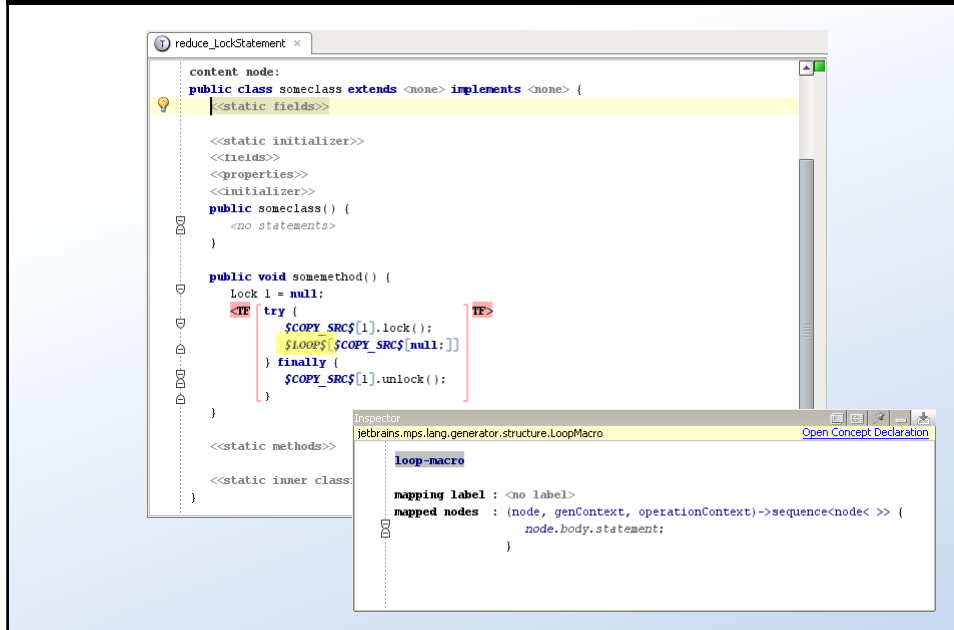 reduce_LockStatement ×
content node:
public class someclass extends <none> implements <none> {
<<static fields>>
<<static initializer>>
<<fields>>
<<properties>>
<<initializer>>
public someclass() {
<no statements>
}
public void somemethod() {
Lock l = null;
<TF [ try { TF>
$COPY_SRC$[l].lock();
$LOOP$[$COPY_SRC$[null;]]
} finally {
$COPY_SRC$[l].unlock();
}
}
<<static methods>>
<<static inner class
}
Inspector
jetbrains.mps.lang.generator.structure.LoopMacro Open Concept Declaration
loop-macro
mapping label : <no label>
mapped nodes : (node, genContext, operationContext)->sequence<node< >> {
node.body.statement;
}